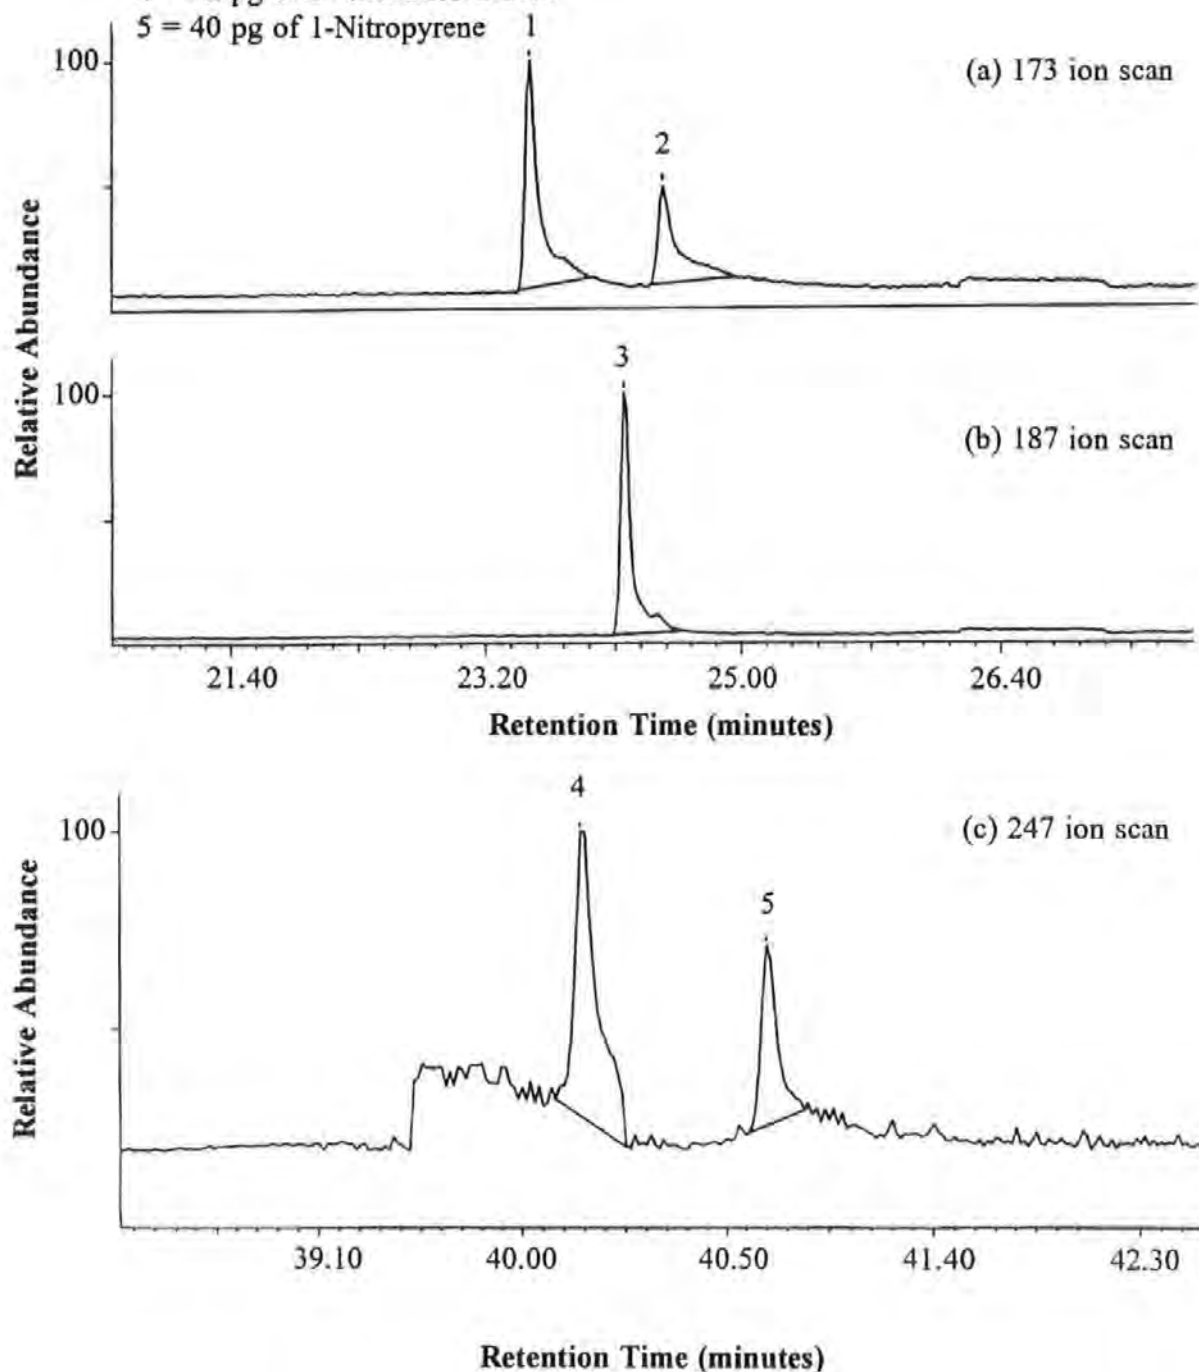 5 = 40 pg of 1-Nitropyrene
1
100
(a) 173 ion scan
2
Relative Abundance
3
100
(b) 187 ion scan
21.40 23.20 25.00 26.40
Retention Time (minutes)
4
100
(c) 247 ion scan
5
Relative Abundance
39.10 40.00 40.50 41.40 42.30
Retention Time (minutes)